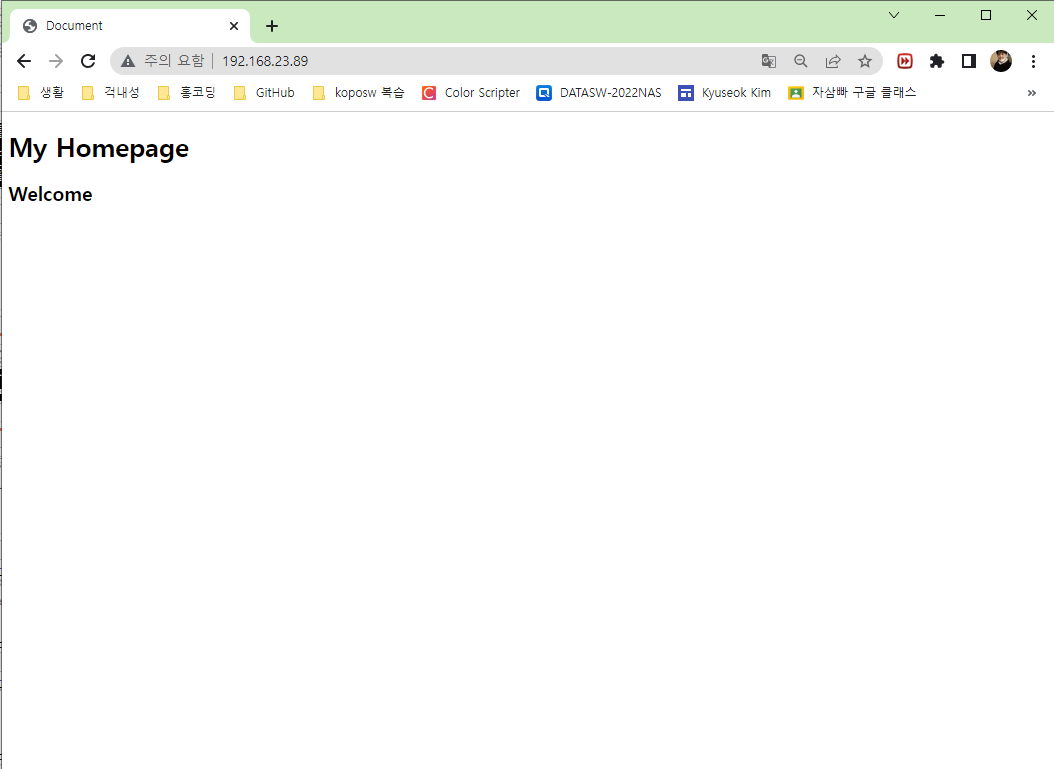 Document
주의 요함 | 192.168.23.89
생활 걱내성 홍코딩 GitHub koposw 복습 Color Scripter DATASW-2022NAS Kyuseok Kim 자삼빠 구글 클래스 »
My Homepage
Welcome